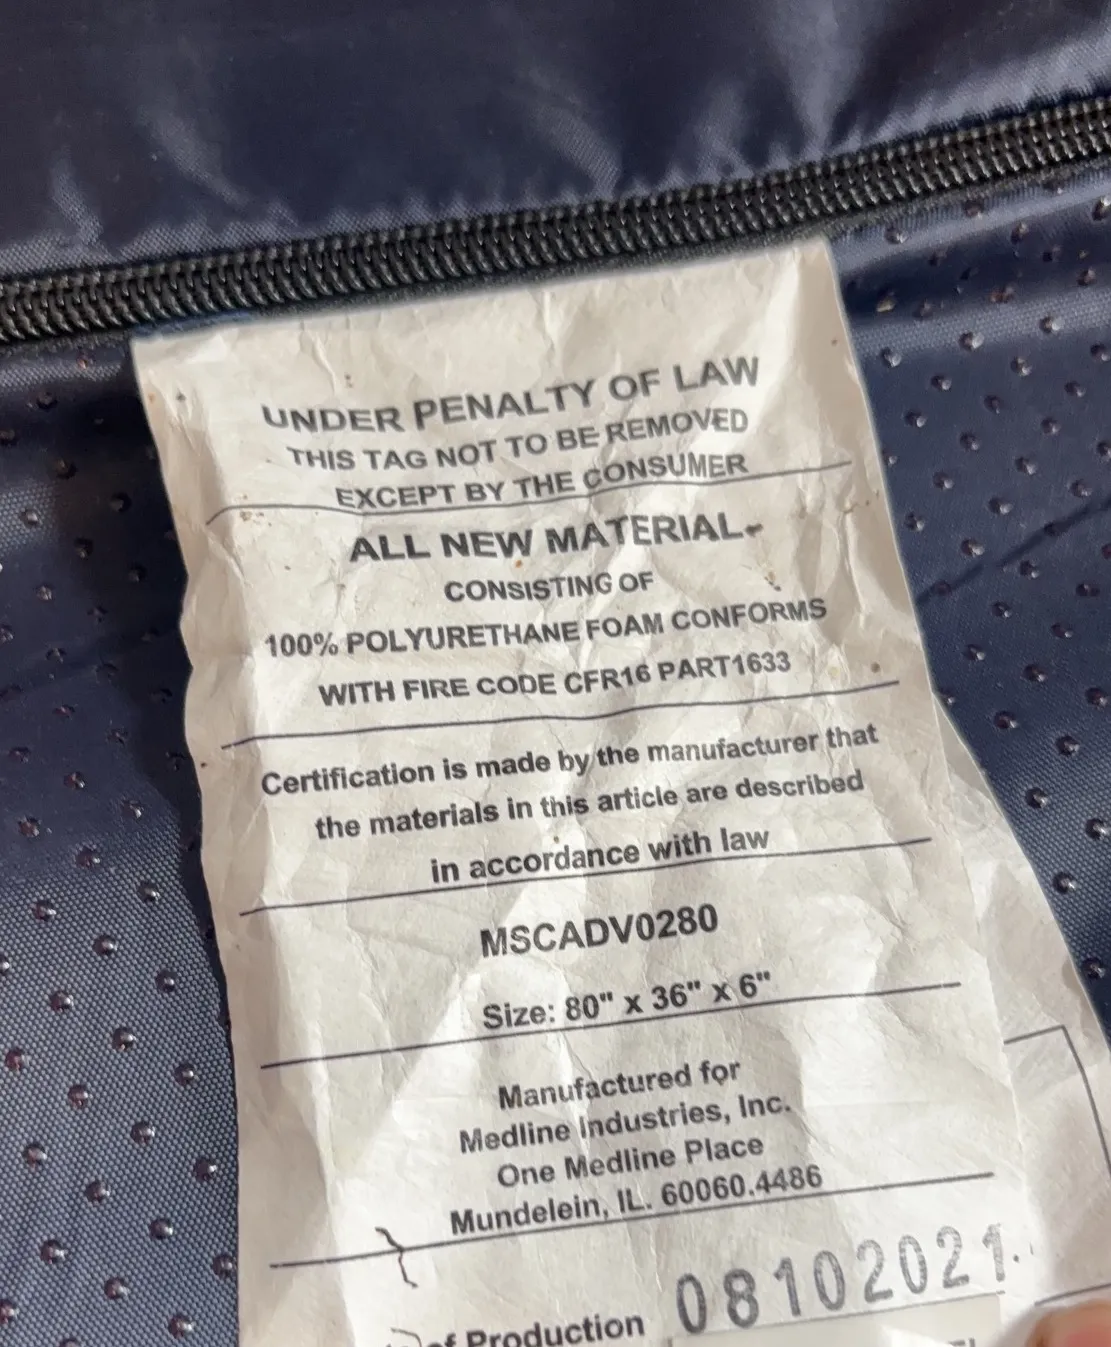 UNDER PENALTY OF LAW
THIS TAG NOT TO BE REMOVED
EXCEPT BY THE CONSUMER
ALL NEW MATERIAL
CONSISTING OF
100% POLYURETHANE FOAM CONFORMS
WITH FIRE CODE CFR16 PART1633
Certification is made by the manufacturer that
the materials in this article are described
in accordance with law
MSCADV0280
Size: 80" x 36" x 6"
Manufactured for
Medline Industries, Inc.
One Medline Place
Mundelein, IL. 60060.4486
of Production 08102021